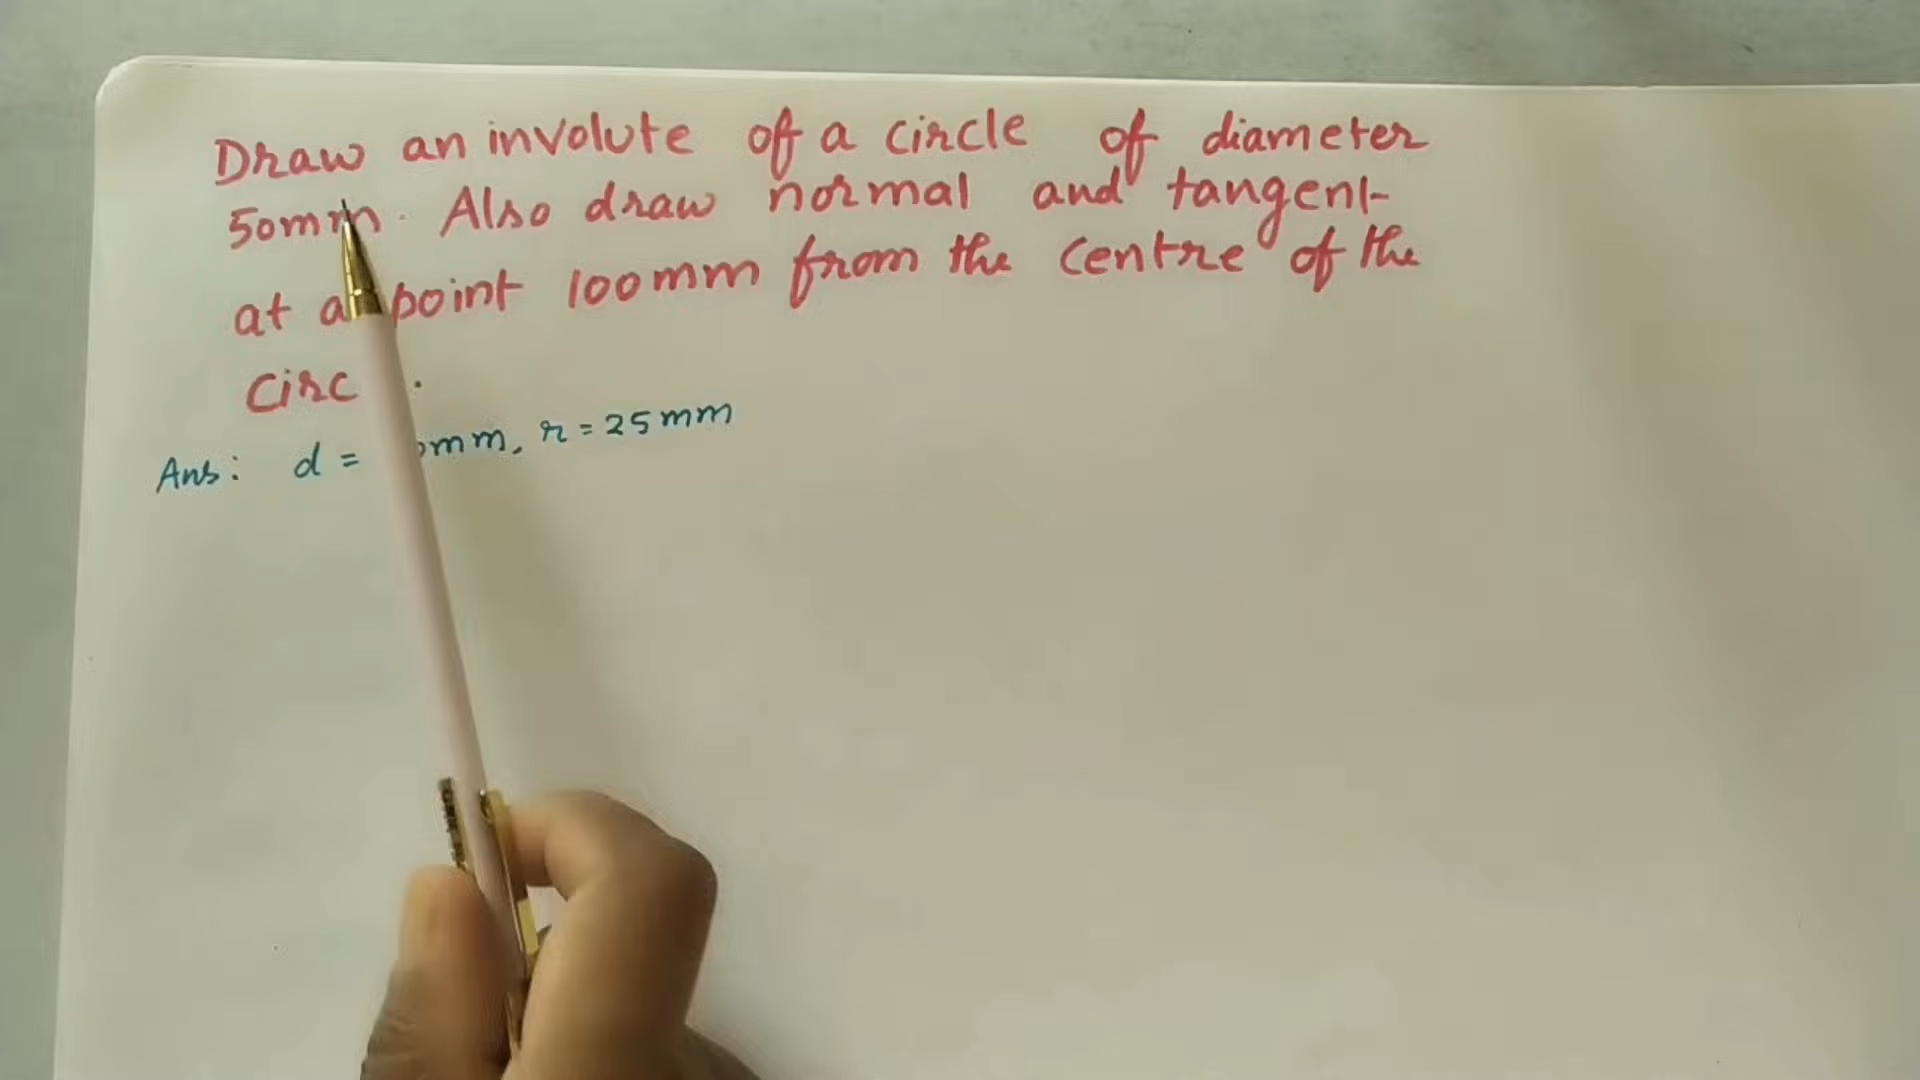 Draw an involute of a circle of diameter
50mm. Also draw normal and tangent
at a point 100mm from the centre of the
Circ .
Ans: d = mm, r = 25mm